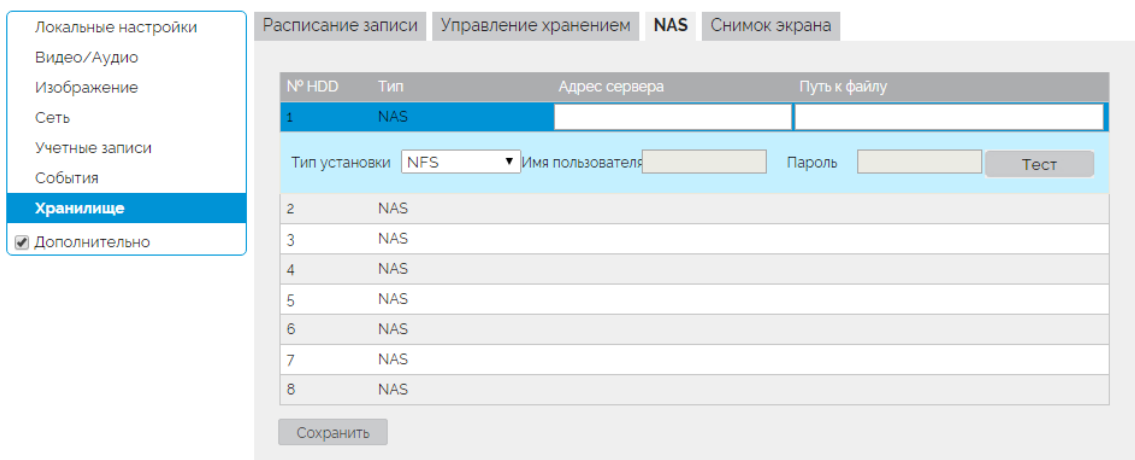 Локальные настройки
Видео/Аудио
Изображение
Сеть
Учетные записи
События
Хранилище
Дополнительно
Расписание записи Управление хранением NAS Снимок экрана
№ HDD Тип Адрес сервера Путь к файлу
1 NAS
Тип установки NFS Имя пользователя Пароль Тест
2 NAS
3 NAS
4 NAS
5 NAS
6 NAS
7 NAS
8 NAS
Сохранить